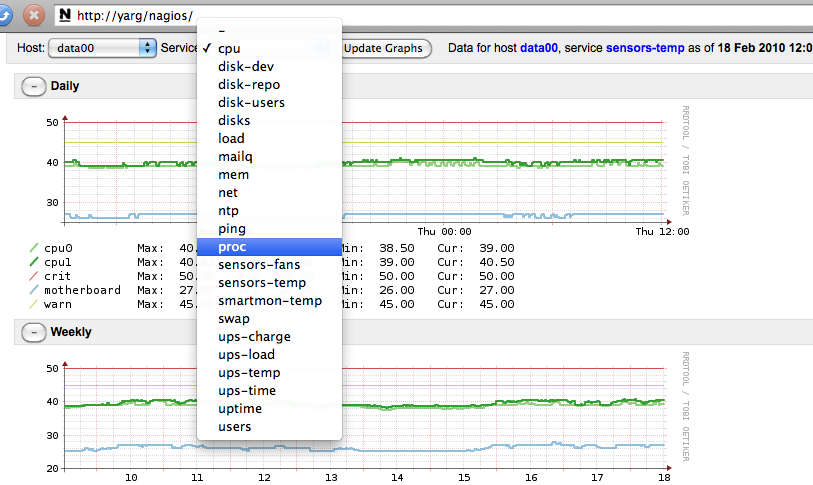 http://yarg/nagios/
Host: data00 Service Update Graphs Data for host data00, service sensors-temp as of 18 Feb 2010 12:0
–
✓ cpu
disk-dev
disk-repo
disk-users
disks
load
mailq
mem
net
ntp
ping
proc
sensors-fans
sensors-temp
smartmon-temp
swap
ups-charge
ups-load
ups-temp
ups-time
uptime
users
– Daily
50
40
30
Thu 00:00 Thu 12:00
RRDTOOL / TOBI OETIKER
cpu0 Max: 40. in: 38.50 Cur: 39.00
cpu1 Max: 40. in: 39.00 Cur: 40.50
crit Max: 50. in: 50.00 Cur: 50.00
motherboard Max: 27. in: 26.00 Cur: 27.00
warn Max: 45. in: 45.00 Cur: 45.00
– Weekly
50
40
30
20
10 11 12 13 14 15 16 17 18
RRDTOOL / TOBI OETIKER